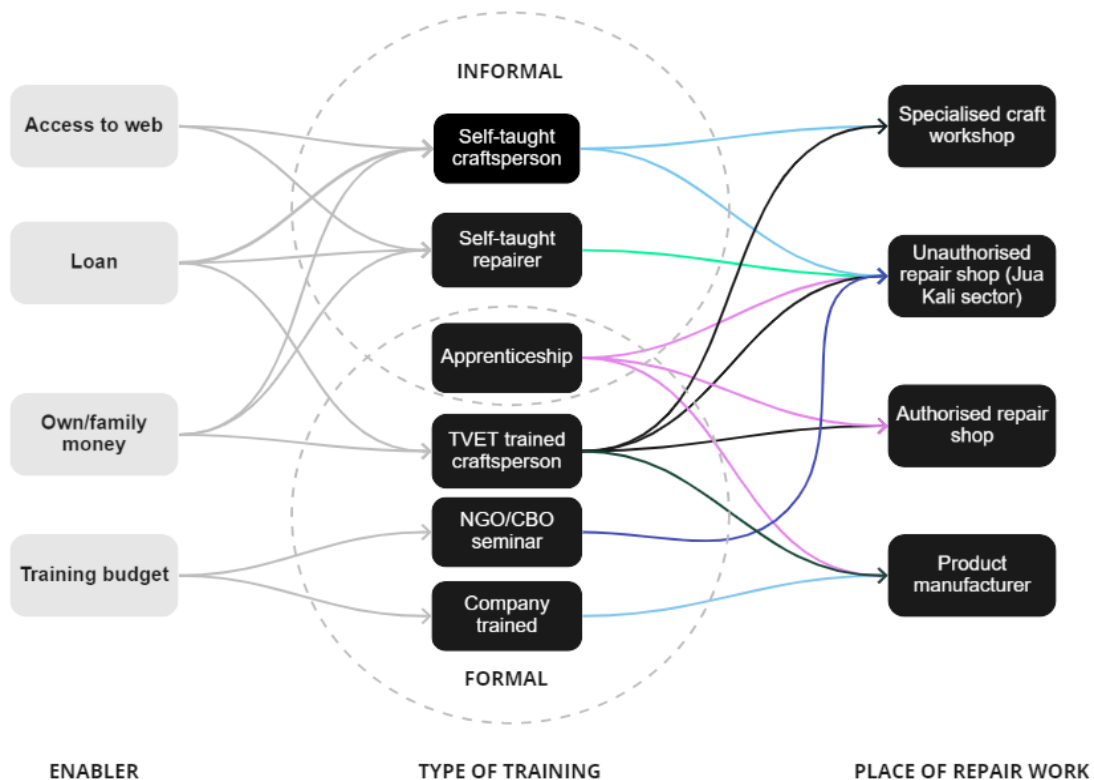 INFORMAL
Access to web
Self-taught
craftsperson
Specialised craft
workshop
Loan
Self-taught
repairer
Unauthorised
repair shop (Jua
Kali sector)
Apprenticeship
Own/family
money
TVET trained
craftsperson
Authorised repair
shop
NGO/CBO
seminar
Training budget
Company
trained
Product
manufacturer
FORMAL
ENABLER
TYPE OF TRAINING
PLACE OF REPAIR WORK